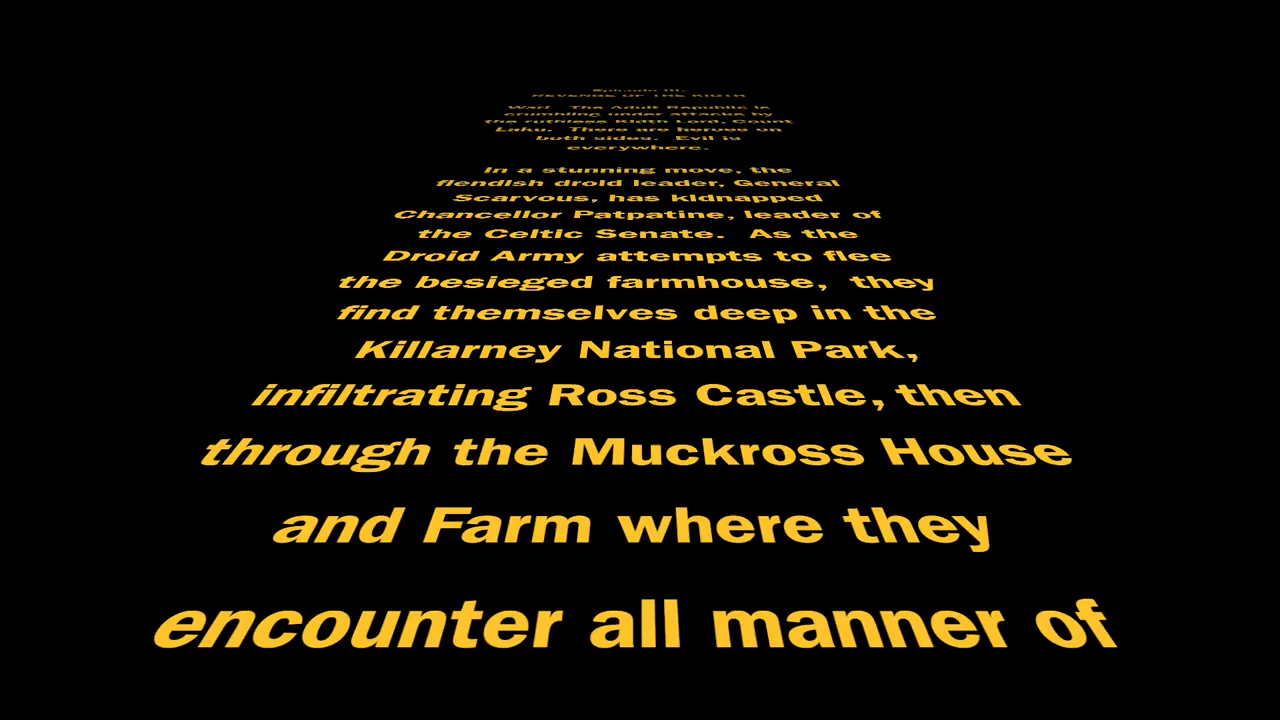 Episode III.
REVENGE OF THE KIDTH
War! The Adult Republic is
crumbling under attacks by
the ruthless Kidth Lord, Count
Laku. There are heroes on
both sides. Evil is
everywhere.
In a stunning move, the
fiendish droid leader, General
Scarvous, has kidnapped
Chancellor Patpatine, leader of
the Celtic Senate. As the
Droid Army attempts to flee
the besieged farmhouse, they
find themselves deep in the
Killarney National Park,
infiltrating Ross Castle, then
through the Muckross House
and Farm where they
encounter all manner of